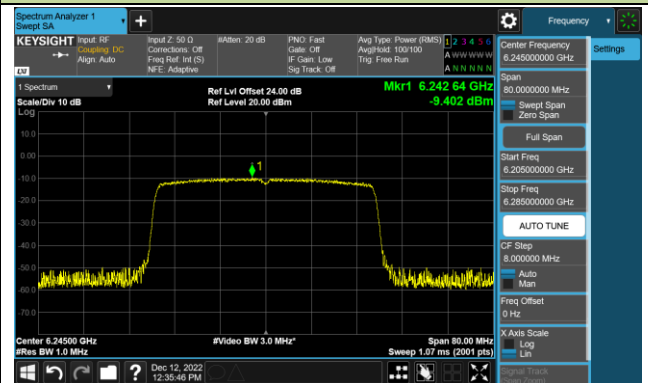 Spectrum Analyzer 1
Swept SA
Frequency
KEYSIGHT
Input: RF
Coupling: DC
Align: Auto
Input Z: 50 Ω
Corrections: Off
Freq Ref: Int (S)
NFE: Adaptive
#Atten: 20 dB
PNO: Fast
Gate: Off
IF Gain: Low
Sig Track: Off
Avg Type: Power (RMS)
Avg|Hold: 100/100
Trig: Free Run
1 2 3 4 5 6
A W W W W W
A N N N N N
LXI
1 Spectrum
Scale/Div 10 dB
Log
Ref Lvl Offset 24.00 dB
Ref Level 20.00 dBm
Mkr1 6.242 64 GHz
-9.402 dBm
10.0
0.00
-10.0
-20.0
-30.0
-40.0
-50.0
-60.0
-70.0
1
Center 6.24500 GHz
#Res BW 1.0 MHz
#Video BW 3.0 MHz*
Span 80.00 MHz
Sweep 1.07 ms (2001 pts)
Center Frequency
6.245000000 GHz
Settings
Span
80.0000000 MHz
Swept Span
Zero Span
Full Span
Start Freq
6.205000000 GHz
Stop Freq
6.285000000 GHz
AUTO TUNE
CF Step
8.000000 MHz
Auto
Man
Freq Offset
0 Hz
X Axis Scale
Log
Lin
Signal Track
(Span Zoom)
Dec 12, 2022
12:35:46 PM